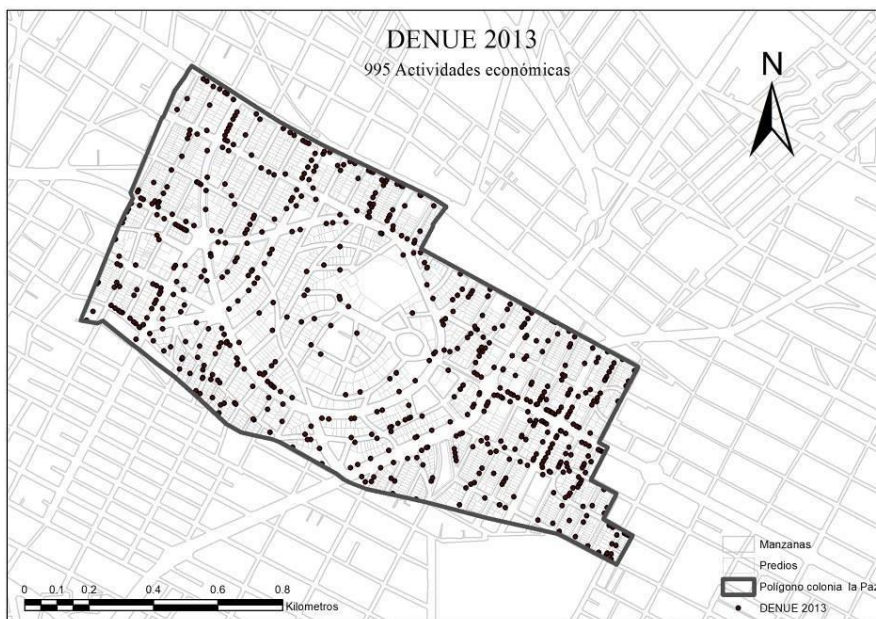 DENUE 2013
995 Actividades económicas
N
Manzanas
Predios
Polígono colonia la Paz
DENUE 2013
0 0.1 0.2 0.4 0.6 0.8
Kilometros